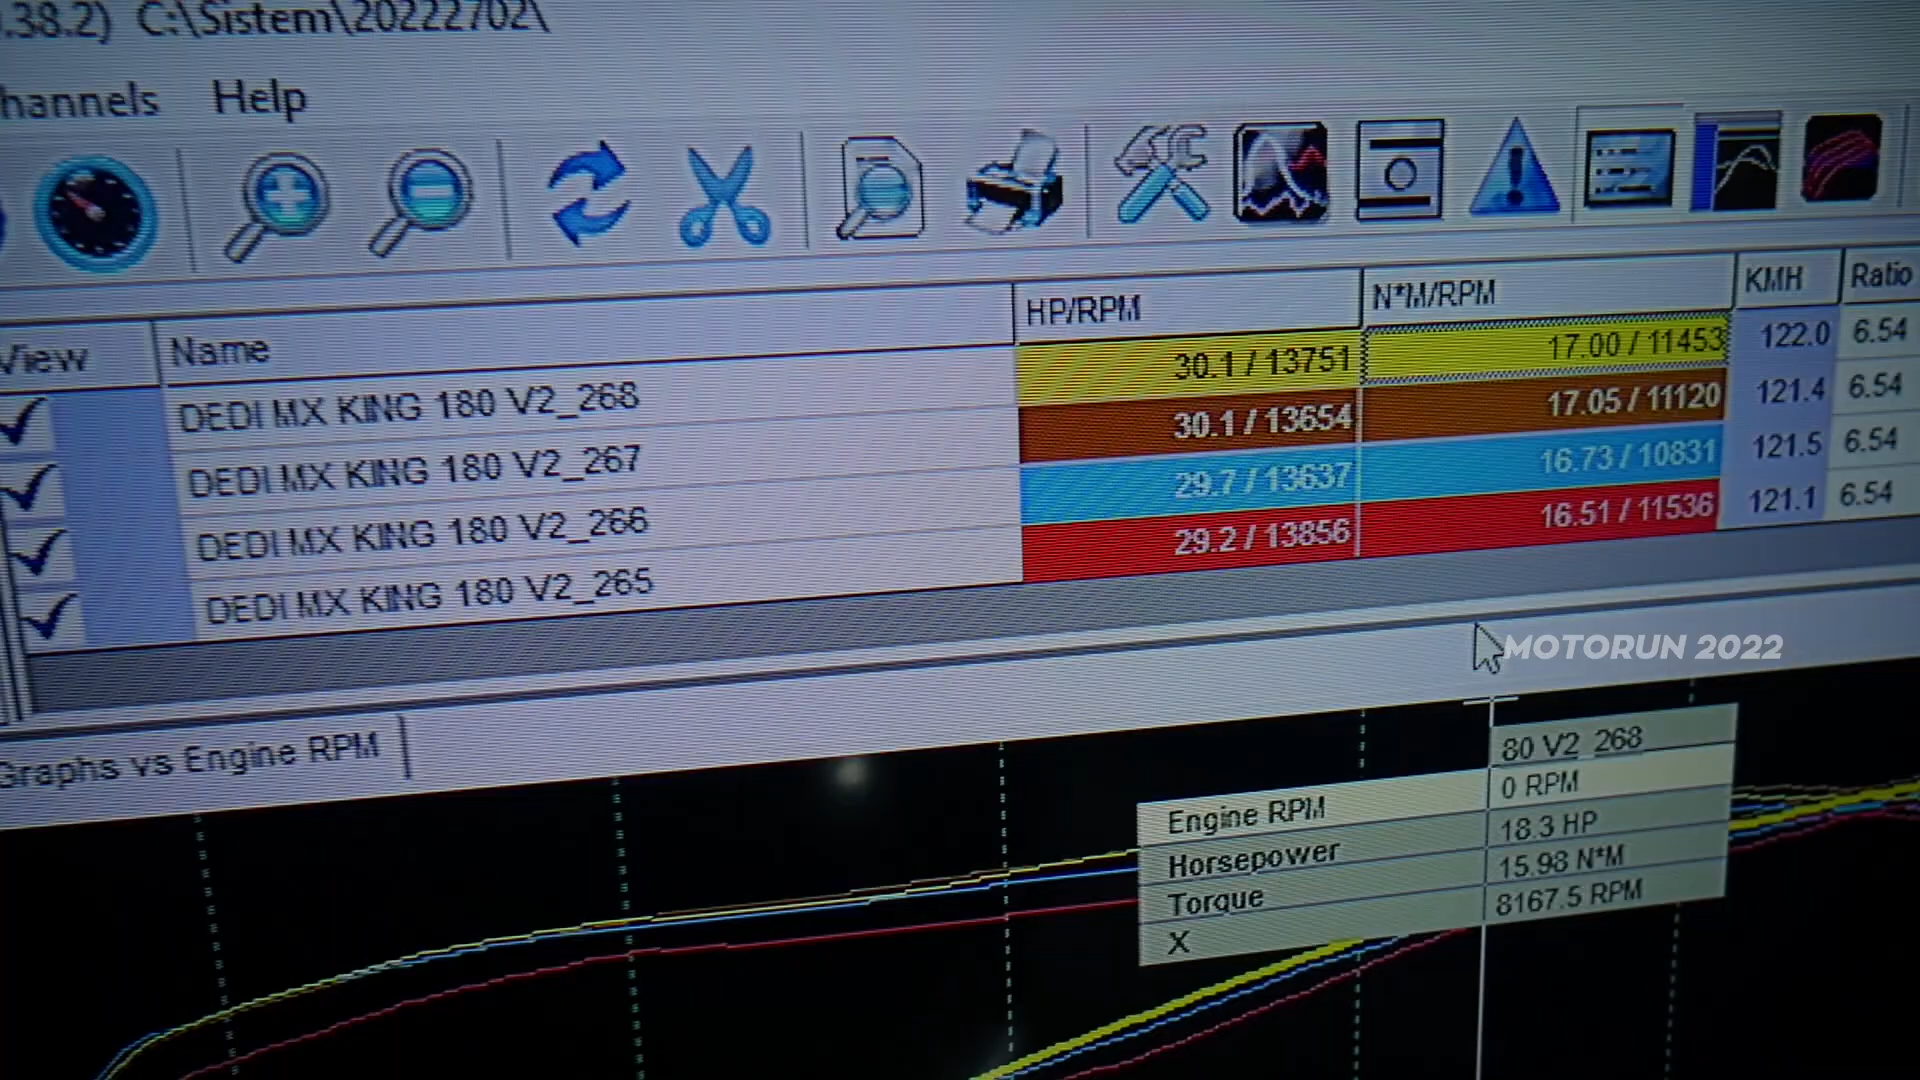 .38.2) C:\Sistem\20222702\
hannels Help
View Name HP/RPM N*M/RPM KMH Ratio
DEDI MX KING 180 V2_268 30.1 / 13751 17.00 / 11453 122.0 6.54
DEDI MX KING 180 V2_267 30.1 / 13654 17.05 / 11120 121.4 6.54
DEDI MX KING 180 V2_266 29.7 / 13637 16.73 / 10831 121.5 6.54
DEDI MX KING 180 V2_265 29.2 / 13856 16.51 / 11536 121.1 6.54
MOTORUN 2022
Graphs vs Engine RPM
80 V2_268
Engine RPM 0 RPM
Horsepower 18.3 HP
Torque 15.98 N*M
X 8167.5 RPM